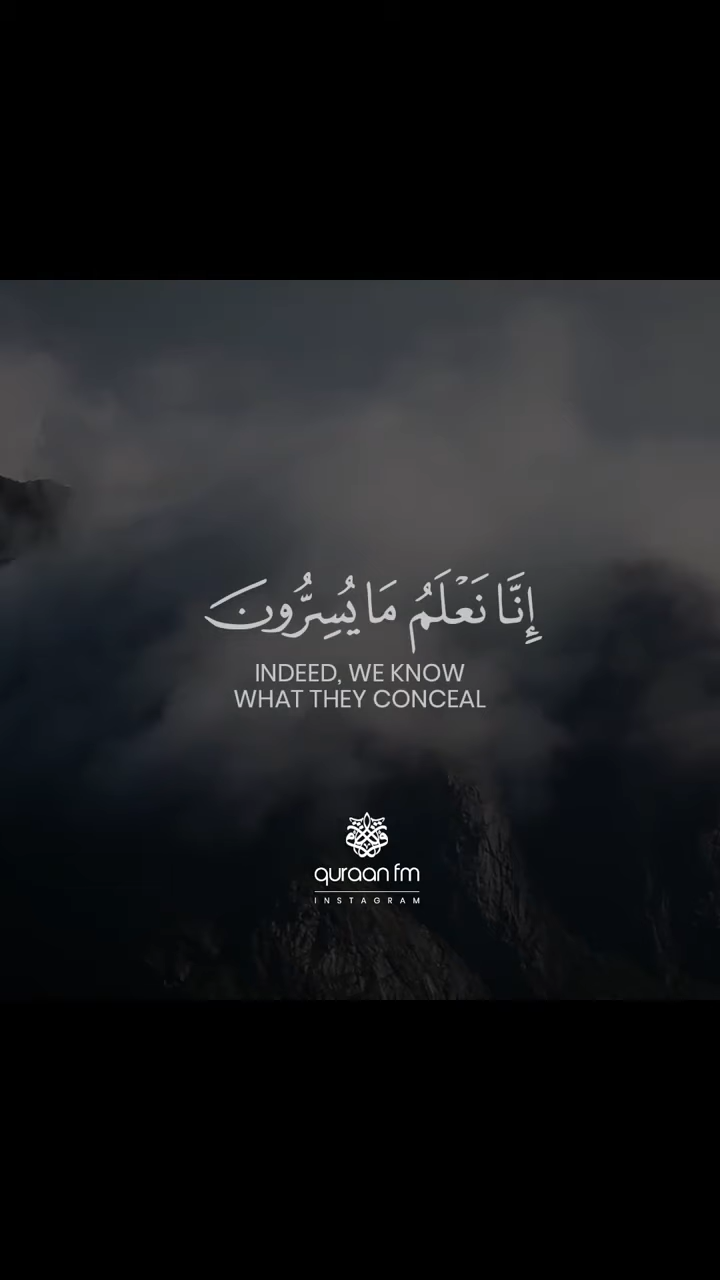 إِنَّا نَعْلَمُ مَا يُسِرُّونَ
INDEED, WE KNOW
WHAT THEY CONCEAL
quraan fm
INSTAGRAM